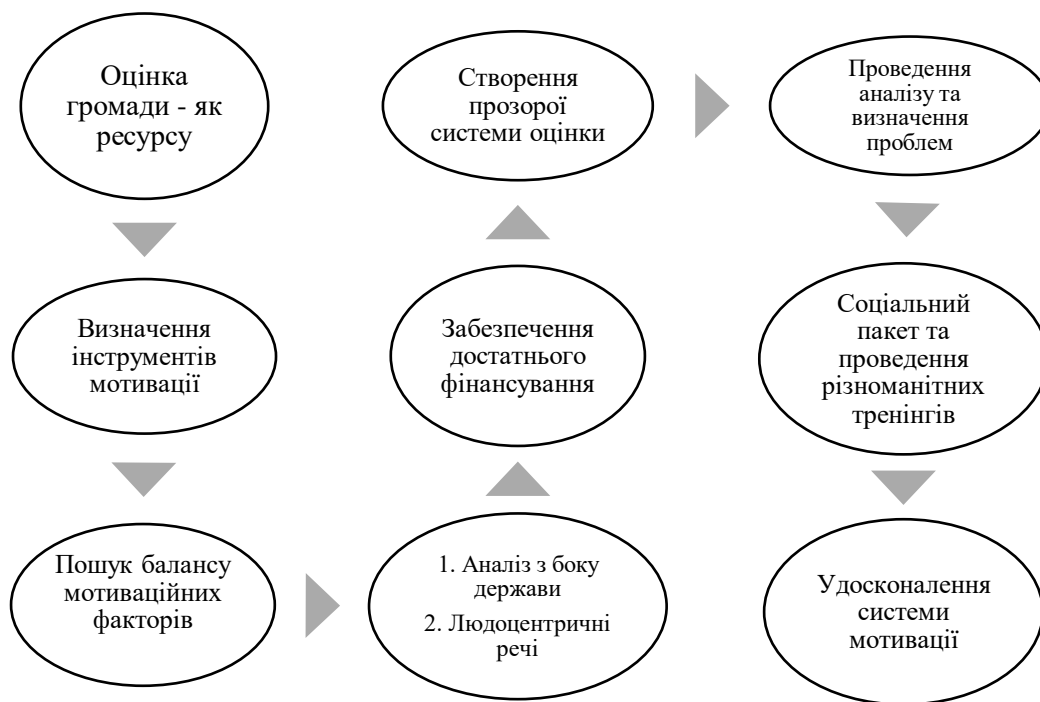 Оцінка
громади - як
ресурсу
Визначення
інструментів
мотивації
Пошук балансу
мотиваційних
факторів
1. Аналіз з боку
держави
2. Людоцентричні
речі
Забезпечення
достатнього
фінансування
Створення
прозорої
системи оцінки
Проведення
аналізу та
визначення
проблем
Соціальний
пакет та
проведення
різноманітних
тренінгів
Удосконалення
системи
мотивації